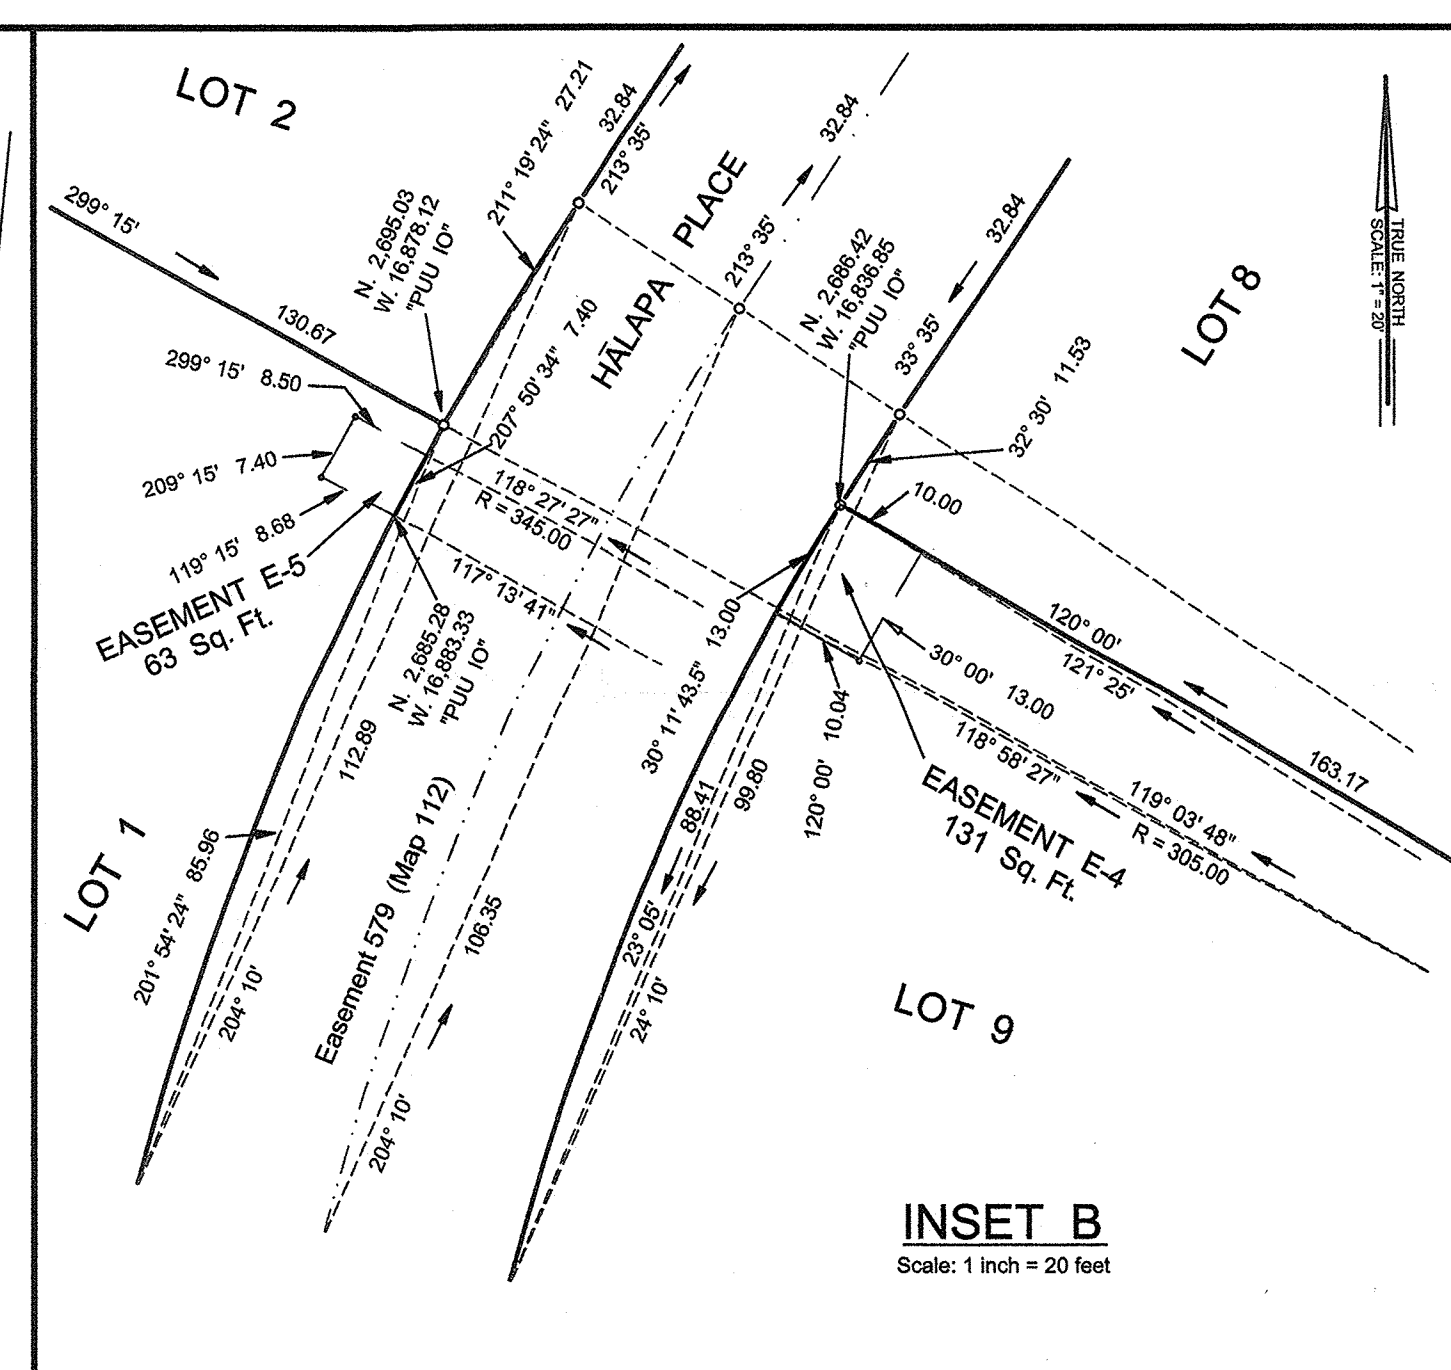 LOT 2
299° 15'
130.67
N. 2,695.03
W. 16,878.12
"PUU IO"
211° 19' 24" 27.21
32.84
213° 35'
HĀLAPA PLACE
213° 35'
32.84
N. 2,686.42
W. 16,836.85
"PUU IO"
33° 35'
32.84
LOT 8
TRUE NORTH
SCALE: 1" = 20'
299° 15' 8.50
209° 15' 7.40
119° 15' 8.68
EASEMENT E-5
63 Sq. Ft.
207° 50' 34" 7.40
118° 27' 27"
R = 345.00
117° 13' 41"
N. 2,685.28
W. 16,883.33
"PUU IO"
32° 30' 11.53
10.00
120° 00'
121° 25'
163.17
30° 00' 13.00
118° 58' 27"
119° 03' 48"
R = 305.00
EASEMENT E-4
131 Sq. Ft.
120° 00' 10.04
30° 11' 43.5" 13.00
88.41
99.80
23° 05'
24° 10'
112.89
LOT 1
201° 54' 24" 85.96
204° 10'
Easement 579 (Map 112)
106.35
204° 10'
LOT 9
INSET B
Scale: 1 inch = 20 feet